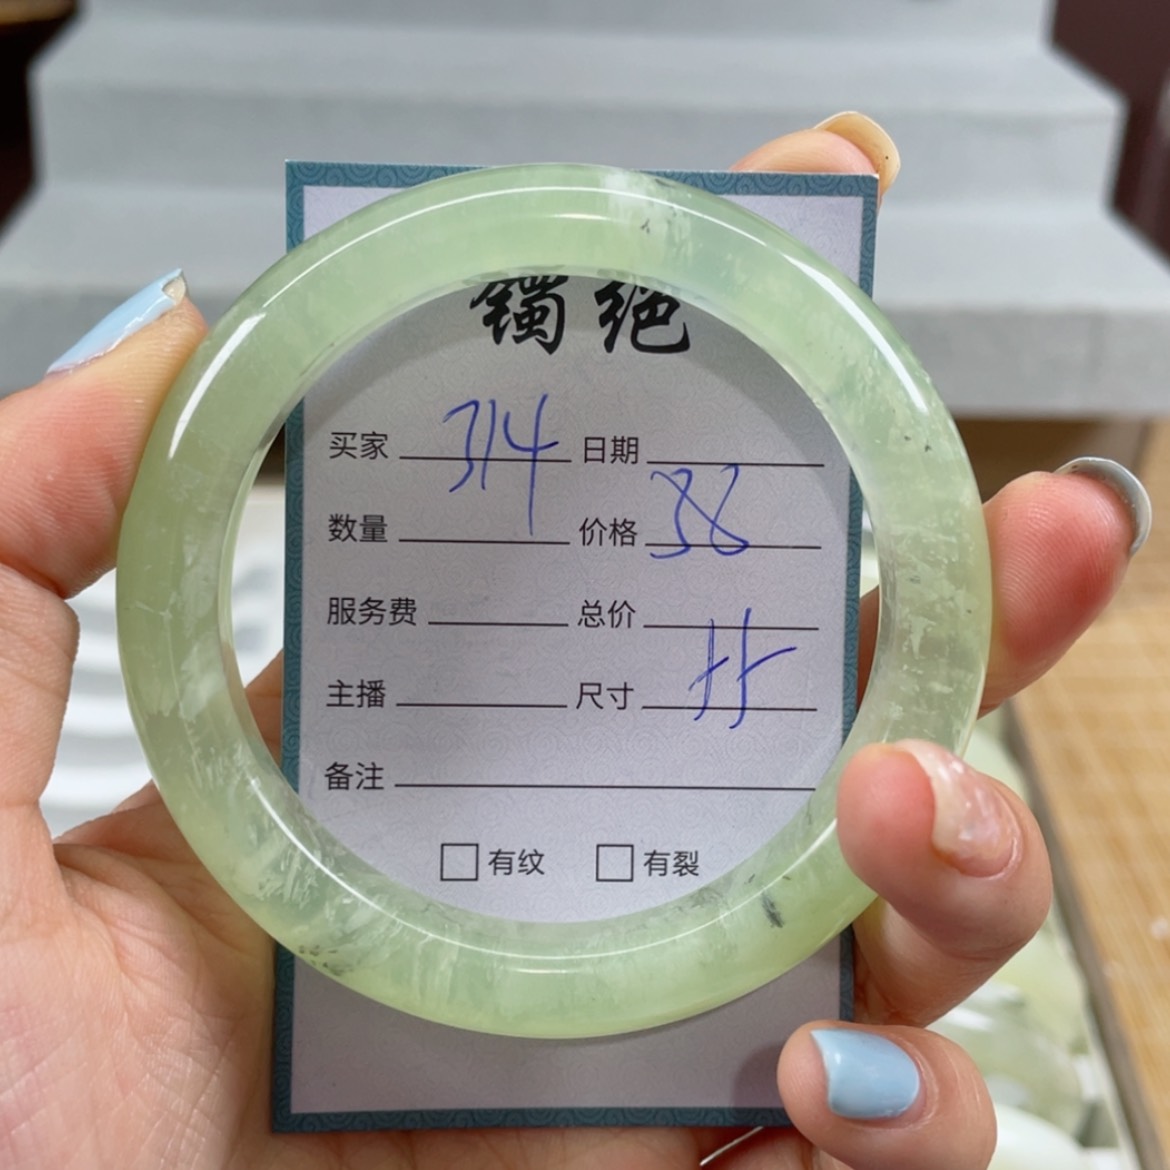 镯绝
买家 314 日期
数量 价格 38
服务费 总价
主播 尺寸
备注
有纹 有裂